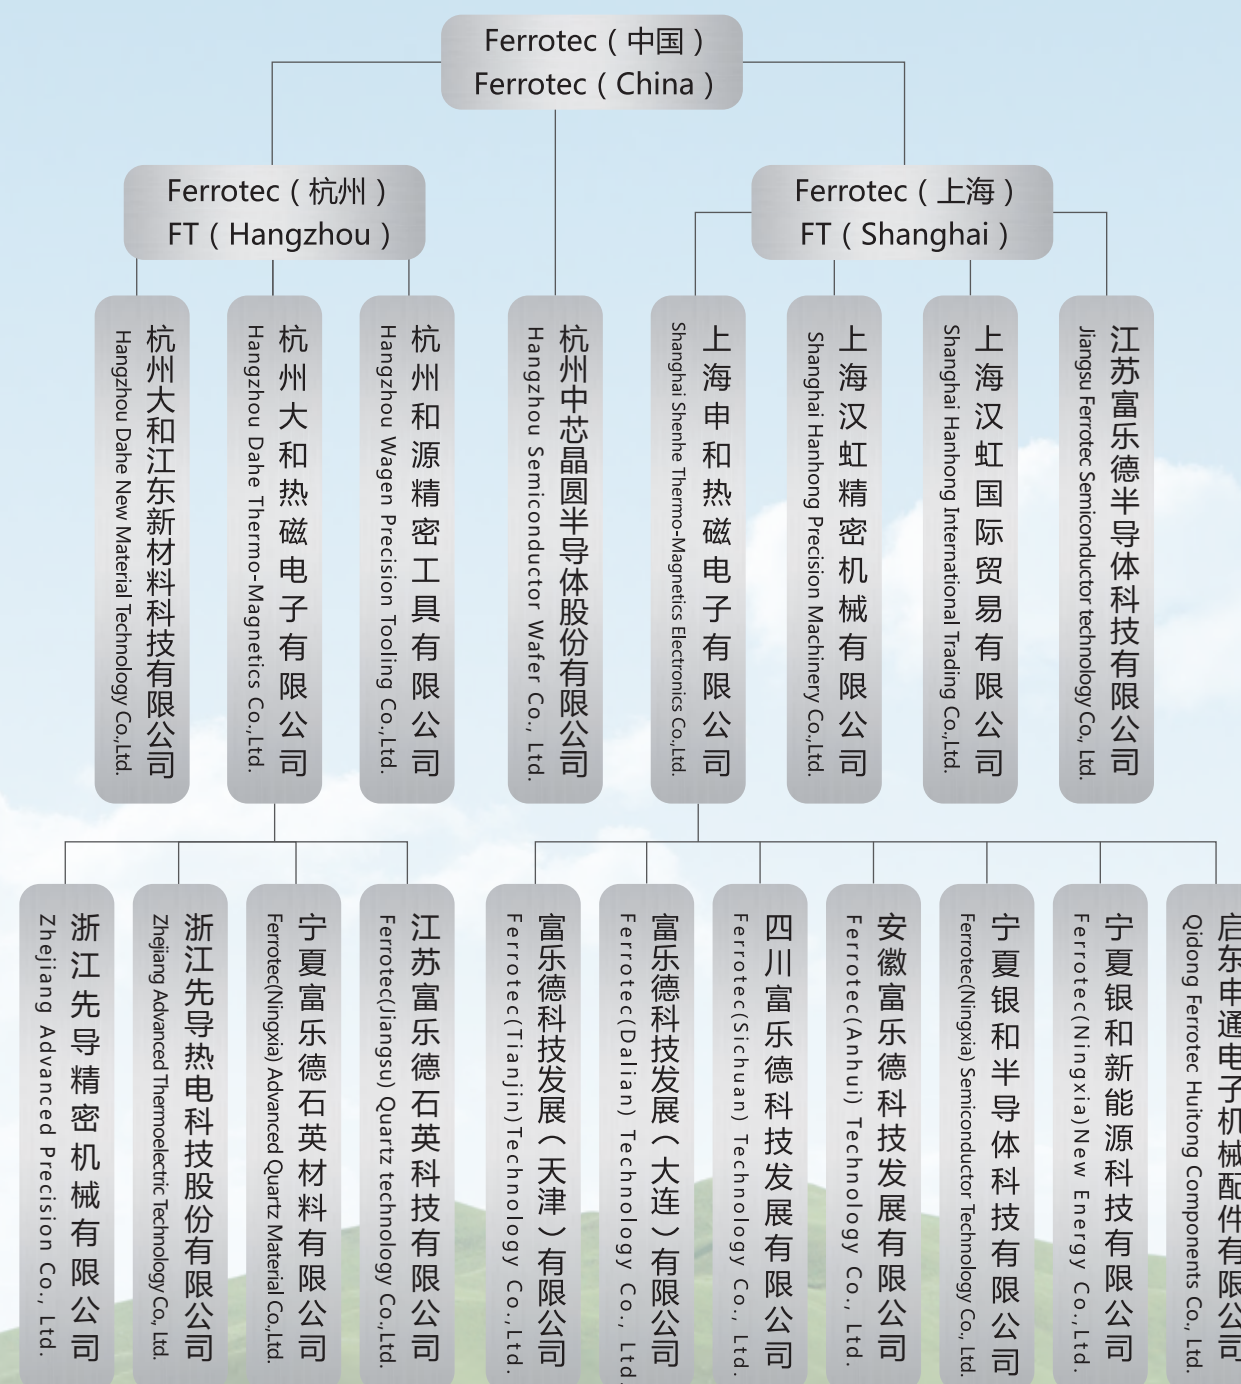 Ferrotec（中国）
Ferrotec（China）
Ferrotec（杭州）
FT（Hangzhou）
Ferrotec（上海）
FT（Shanghai）
杭州大和江东新材料科技有限公司
Hangzhou Dahe New Material Technology Co.,Ltd.
杭州大和热磁电子有限公司
Hangzhou Dahe Thermo-Magnetics Co.,Ltd.
杭州和源精密工具有限公司
Hangzhou Wagen Precision Tooling Co.,Ltd.
杭州中芯晶圆半导体股份有限公司
Hangzhou Semiconductor Wafer Co., Ltd.
上海申和热磁电子有限公司
Shanghai Shenhe Thermo-Magnetics Electronics Co.,Ltd.
上海汉虹精密机械有限公司
Shanghai Hanhong Precision Machinery Co.,Ltd.
上海汉虹国际贸易有限公司
Shanghai Hanhong International Trading Co.,Ltd.
江苏富乐德半导体科技有限公司
Jiangsu Ferrotec Semiconductor technology Co., Ltd.
浙江先导精密机械有限公司
Zhejiang Advanced Precision Co., Ltd.
浙江先导热电科技股份有限公司
Zhejiang Advanced Thermoelectric Technology Co., Ltd.
宁夏富乐德石英材料有限公司
Ferrotec(Ningxia) Advanced Quartz Material Co.,Ltd.
江苏富乐德石英科技有限公司
Ferrotec(Jiangsu) Quartz technology Co.,Ltd.
富乐德科技发展（天津）有限公司
Ferrotec(Tianjin)Technology Co.,Ltd.
富乐德科技发展（大连）有限公司
Ferrotec(Dalian) Technology Co., Ltd.
四川富乐德科技发展有限公司
Ferrotec(Sichuan) Technology Co., Ltd.
安徽富乐德科技发展有限公司
Ferrotec(Anhui) Technology Co., Ltd.
宁夏银和半导体科技有限公司
Ferrotec(Ningxia) Semiconductor Technology Co., Ltd.
宁夏银和新能源科技有限公司
Ferrotec(Ningxia)New Energy Co.,Ltd.
启东申通电子机械配件有限公司
Qidong Ferrotec Huitong Components Co., Ltd.